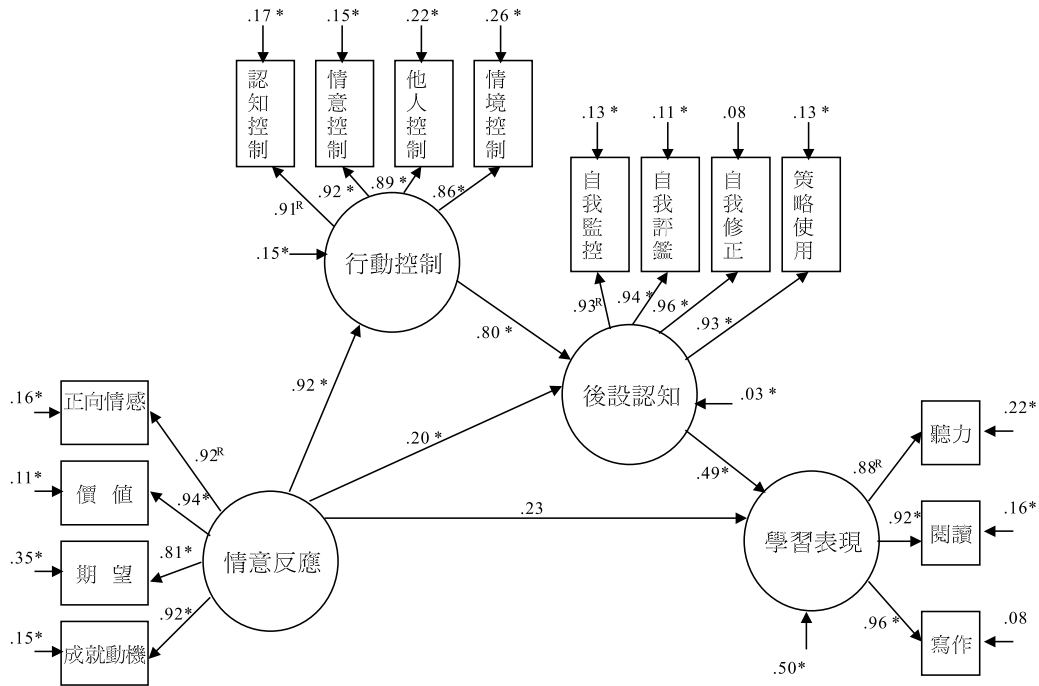 .17 *
.15*
.22*
.26 *
認知控制
情意控制
他人控制
情境控制
.91R
.92 *
.89 *
.86*
.15*
行動控制
.13 *
.11 *
.08
.13 *
自我監控
自我評鑑
自我修正
策略使用
.93R
.94 *
.96 *
.93 *
.80 *
後設認知
.03 *
.92 *
.20 *
.49*
.23
.16*
正向情感
.92R
.11*
價 值
.94*
.35*
期 望
.81*
.15*
成就動機
.92*
情意反應
學習表現
.50*
.88R
聽力
.22*
.92*
閱讀
.16*
.96 *
寫作
.08